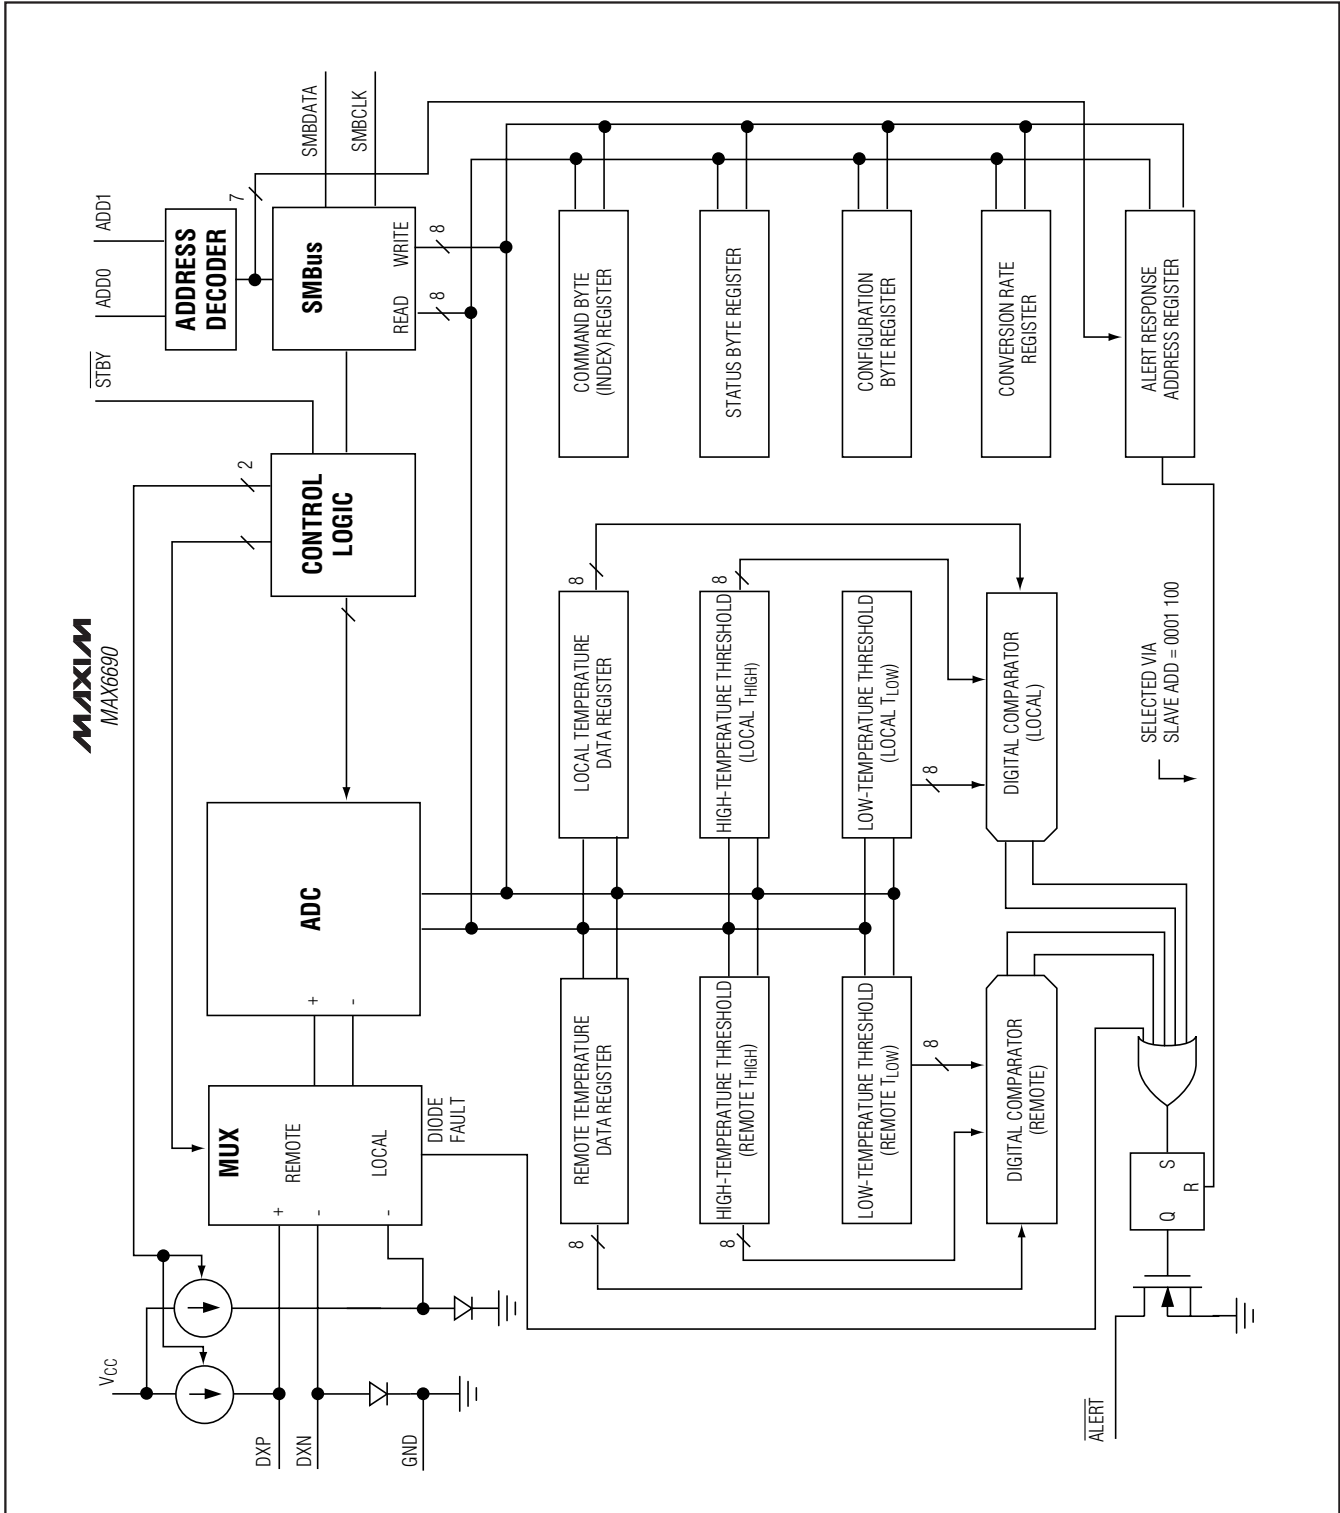 MAXIM
MAX6690
VCC
DXP
DXN
GND
+
-
-
MUX
REMOTE
LOCAL
DIODE
FAULT
+
-
ADC
2
CONTROL
LOGIC
STBY
ADD0
ADD1
ADDRESS
DECODER
7
SMBus
READ
WRITE
8
8
SMBDATA
SMBCLK
REMOTE TEMPERATURE
DATA REGISTER
8
HIGH-TEMPERATURE THRESHOLD
(REMOTE THIGH)
8
LOW-TEMPERATURE THRESHOLD
(REMOTE TLOW)
8
DIGITAL COMPARATOR
(REMOTE)
LOCAL TEMPERATURE
DATA REGISTER
8
HIGH-TEMPERATURE THRESHOLD
(LOCAL THIGH)
8
LOW-TEMPERATURE THRESHOLD
(LOCAL TLOW)
8
DIGITAL COMPARATOR
(LOCAL)
COMMAND BYTE
(INDEX) REGISTER
STATUS BYTE REGISTER
CONFIGURATION
BYTE REGISTER
CONVERSION RATE
REGISTER
ALERT RESPONSE
ADDRESS REGISTER
SELECTED VIA
SLAVE ADD = 0001 100
ALERT
Q
S
R